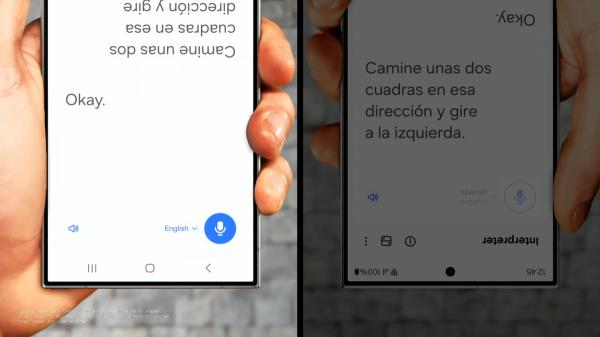 Camine unas dos
cuadras en esa
dirección y gire
Okay.
English
Okay.
Camine unas dos
cuadras en esa
dirección y gire
a la izquierda.
Spanish
español
Interpreter
100%
12:45